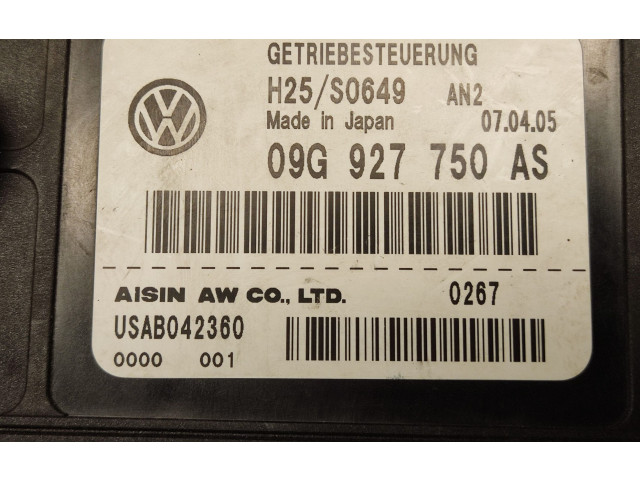 GETRIEBESTEUERUNG
H25/S0649 AN2
Made in Japan 07.04.05
09G 927 750 AS
AISIN AW CO., LTD. 0267
USAB042360
0000 001